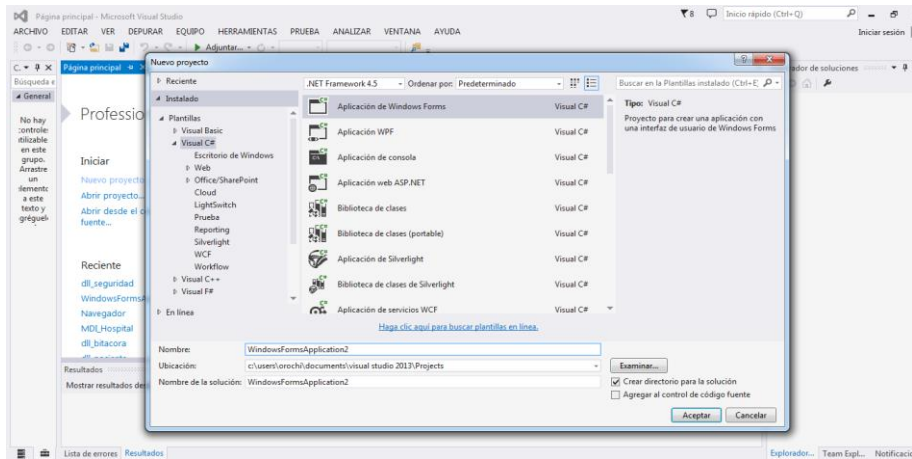 Página principal - Microsoft Visual Studio
8
Inicio rápido (Ctrl+Q)
ARCHIVO EDITAR VER DEPURAR EQUIPO HERRAMIENTAS PRUEBA ANALIZAR VENTANA AYUDA
Iniciar sesión
Adjuntar...
C..
Página principal
Búsqueda e
General
No hay
controles
utilizable
en este
grupo.
Arrastre
un
elemento
a este
texto y
Professio
Iniciar
Nuevo proyecto
Abrir proyecto...
Abrir desde el c
fuente...
Reciente
dll_seguridad
WindowsFormsA
Navegador
MDI_Hospital
dll_bitacora
Resultados
Mostrar resultados des
Nuevo proyecto
Reciente
Instalado
Plantillas
Visual Basic
Visual C#
Escritorio de Windows
Web
Office/SharePoint
Cloud
LightSwitch
Prueba
Reporting
Silverlight
WCF
Workflow
Visual C++
Visual F#
En línea
.NET Framework 4.5
Ordenar por: Predeterminado
Aplicación de Windows Forms Visual C#
Aplicación WPF Visual C#
Aplicación de consola Visual C#
Aplicación web ASP.NET Visual C#
Biblioteca de clases Visual C#
Biblioteca de clases (portable) Visual C#
Aplicación de Silverlight Visual C#
Biblioteca de clases de Silverlight Visual C#
Aplicación de servicios WCF Visual C#
Haga clic aquí para buscar plantillas en línea.
Buscar en la Plantillas instalado (Ctrl+E)
Tipo: Visual C#
Proyecto para crear una aplicación con
una interfaz de usuario de Windows Forms
Nombre: WindowsFormsApplication2
Ubicación: c:\users\orochi\documents\visual studio 2013\Projects
Nombre de la solución: WindowsFormsApplication2
Examinar...
Crear directorio para la solución
Agregar al control de código fuente
Aceptar Cancelar
ador de soluciones
Lista de errores Resultados
Explorador... Team Expl... Notificacio